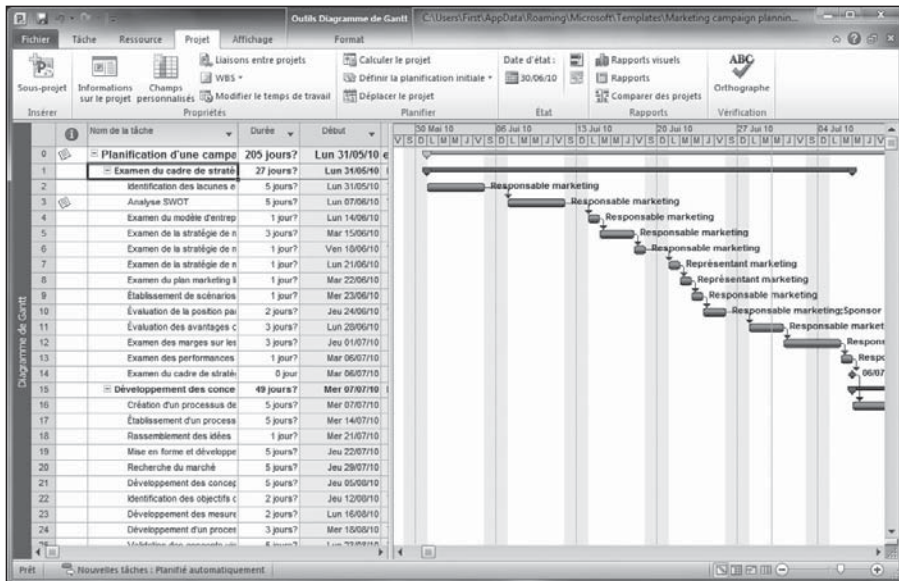 Outils Diagramme de Gantt C:\Users\First\AppData\Roaming\Microsoft\Templates\Marketing campaign plannin...
Fichier Tâche Ressource Projet Affichage Format
Sous-projet
Insérer
Informations sur le projet
Champs personnalisés
Liaisons entre projets
WBS
Modifier le temps de travail
Propriétés
Calculer le projet
Définir la planification initiale
Déplacer le projet
Planifier
Date d'état :
30/06/10
État
Rapports visuels
Rapports
Comparer des projets
Rapports
ABC
Orthographe
Vérification
Nom de la tâche Durée Début
30 Mai 10 06 Jui 10 13 Jui 10 20 Jui 10 27 Jui 10 04 Jul 10
V S D L M M J V S D L M M J V S D L M M J V S D L M M J V S D L M M J V S D L M M J V
0 Planification d'une campa 205 jours? Lun 31/05/10 e
1 Examen du cadre de straté 27 jours? Lun 31/05/10
2 Identification des lacunes e 5 jours? Lun 31/05/10 Responsable marketing
3 Analyse SWOT 5 jours? Lun 07/06/10 Responsable marketing
4 Examen du modèle d'entrep 1 jour? Lun 14/06/10 Responsable marketing
5 Examen de la stratégie de n 3 jours? Mar 15/06/10 Responsable marketing
6 Examen de la stratégie de n 1 jour? Ven 18/06/10 Responsable marketing
7 Examen de la stratégie de n 1 jour? Lun 21/06/10 Représentant marketing
8 Examen du plan marketing li 1 jour? Mar 22/06/10 Représentant marketing
9 Établissement de scénarios 1 jour? Mer 23/06/10 Responsable marketing
10 Évaluation de la position pa 2 jours? Jeu 24/06/10 Responsable marketing;Sponsor
11 Évaluation des avantages c 3 jours? Lun 28/06/10 Responsable market
12 Examen des marges sur les 3 jours? Jeu 01/07/10 Respons
13 Examen des performances 1 jour? Mar 06/07/10 Respo
14 Examen du cadre de straté 0 jour Mar 06/07/10 06/07
15 Développement des conce 49 jours? Mer 07/07/10
16 Création d'un processus de 5 jours? Mer 07/07/10
17 Établissement d'un process 5 jours? Mer 14/07/10
18 Rassemblement des idées 1 jour? Mer 21/07/10
19 Mise en forme et développe 5 jours? Jeu 22/07/10
20 Recherche du marché 5 jours? Jeu 29/07/10
21 Développement des concep 5 jours? Jeu 05/08/10
22 Identification des objectifs c 2 jours? Jeu 12/08/10
23 Développement des mesure 2 jours? Lun 16/08/10
24 Développement d'un proces 3 jours? Mer 18/08/10
Diagramme de Gantt
Prêt Nouvelles tâches : Planifié automatiquement